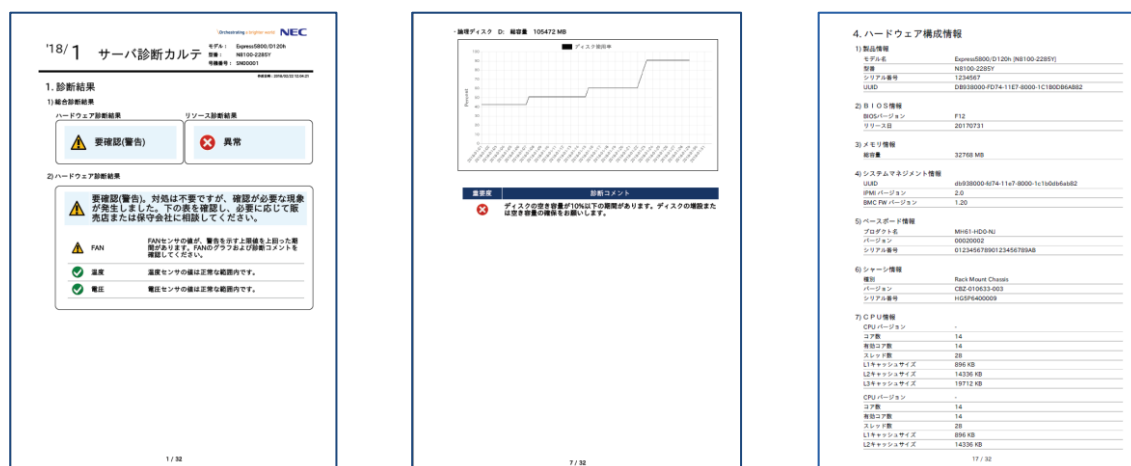 Orchestrating a brighter world NEC
'18/1 サーバ診断カルテ
モデル: Express5800/D120h
型番: N8100-2285Y
号機番号: SN00001
1. 診断結果
1) 総合診断結果
ハードウェア診断結果 リソース診断結果
要確認(警告) 異常
2) ハードウェア診断結果
要確認(警告)。対処は不要ですが、確認が必要な現象
が発生しました。下の表を確認し、必要に応じて販
売店または保守会社に相談してください。
FAN
FANセンサの値が、警告を示す上限値を上回った期
間があります。FANのグラフおよび診断コメントを
確認してください。
温度 温度センサの値は正常な範囲内です。
電圧 電圧センサの値は正常な範囲内です。
1 / 32
・論理ディスク D: 総容量 105472 MB
ディスク使用率
100
90
80
70
60
50
40
30
20
10
0
重要度 診断コメント
ディスクの空き容量が10%以下の期間があります。ディスクの増設また
は空き容量の確保をお願いします。
7 / 32
4. ハードウェア構成情報
1) 製品情報
モデル名 Express5800/D120h [N8100-2285Y]
型番 N8100-2285Y
シリアル番号 1234567
UUID DB938000-FD74-11E7-8000-1C1B0DB6AB82
2) ＢＩＯＳ情報
BIOSバージョン F12
リリース日 20170731
3) メモリ情報
総容量 32768 MB
4) システムマネジメント情報
UUID db938000-fd74-11e7-8000-1c1b0db6ab82
IPMI バージョン 2.0
BMC FW バージョン 1.20
5) ベースボード情報
プロダクト名 MH61-HD0-NJ
バージョン 00020002
シリアル番号 01234567890123456789AB
6) シャーシ情報
種別 Rack Mount Chassis
バージョン CBZ-010633-003
シリアル番号 HG5P6400009
7) ＣＰＵ情報
CPU バージョン -
コア数 14
有効コア数 14
スレッド数 28
L1キャッシュサイズ 896 KB
L2キャッシュサイズ 14336 KB
L3キャッシュサイズ 19712 KB
CPU バージョン -
コア数 14
有効コア数 14
スレッド数 28
L1キャッシュサイズ 896 KB
L2キャッシュサイズ 14336 KB
17 / 32